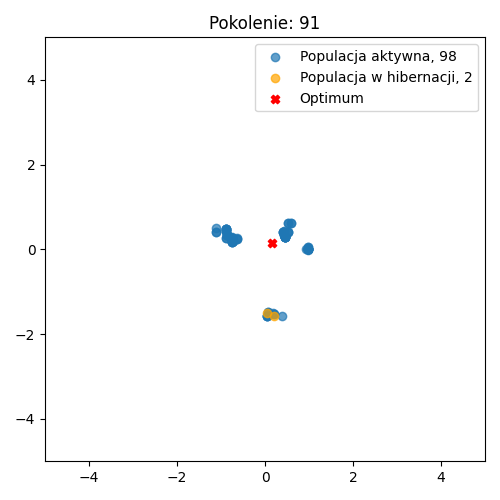 Pokolenie: 91
Populacja aktywna, 98
Populacja w hibernacji, 2
Optimum
4
2
0
−2
−4
−4 −2 0 2 4